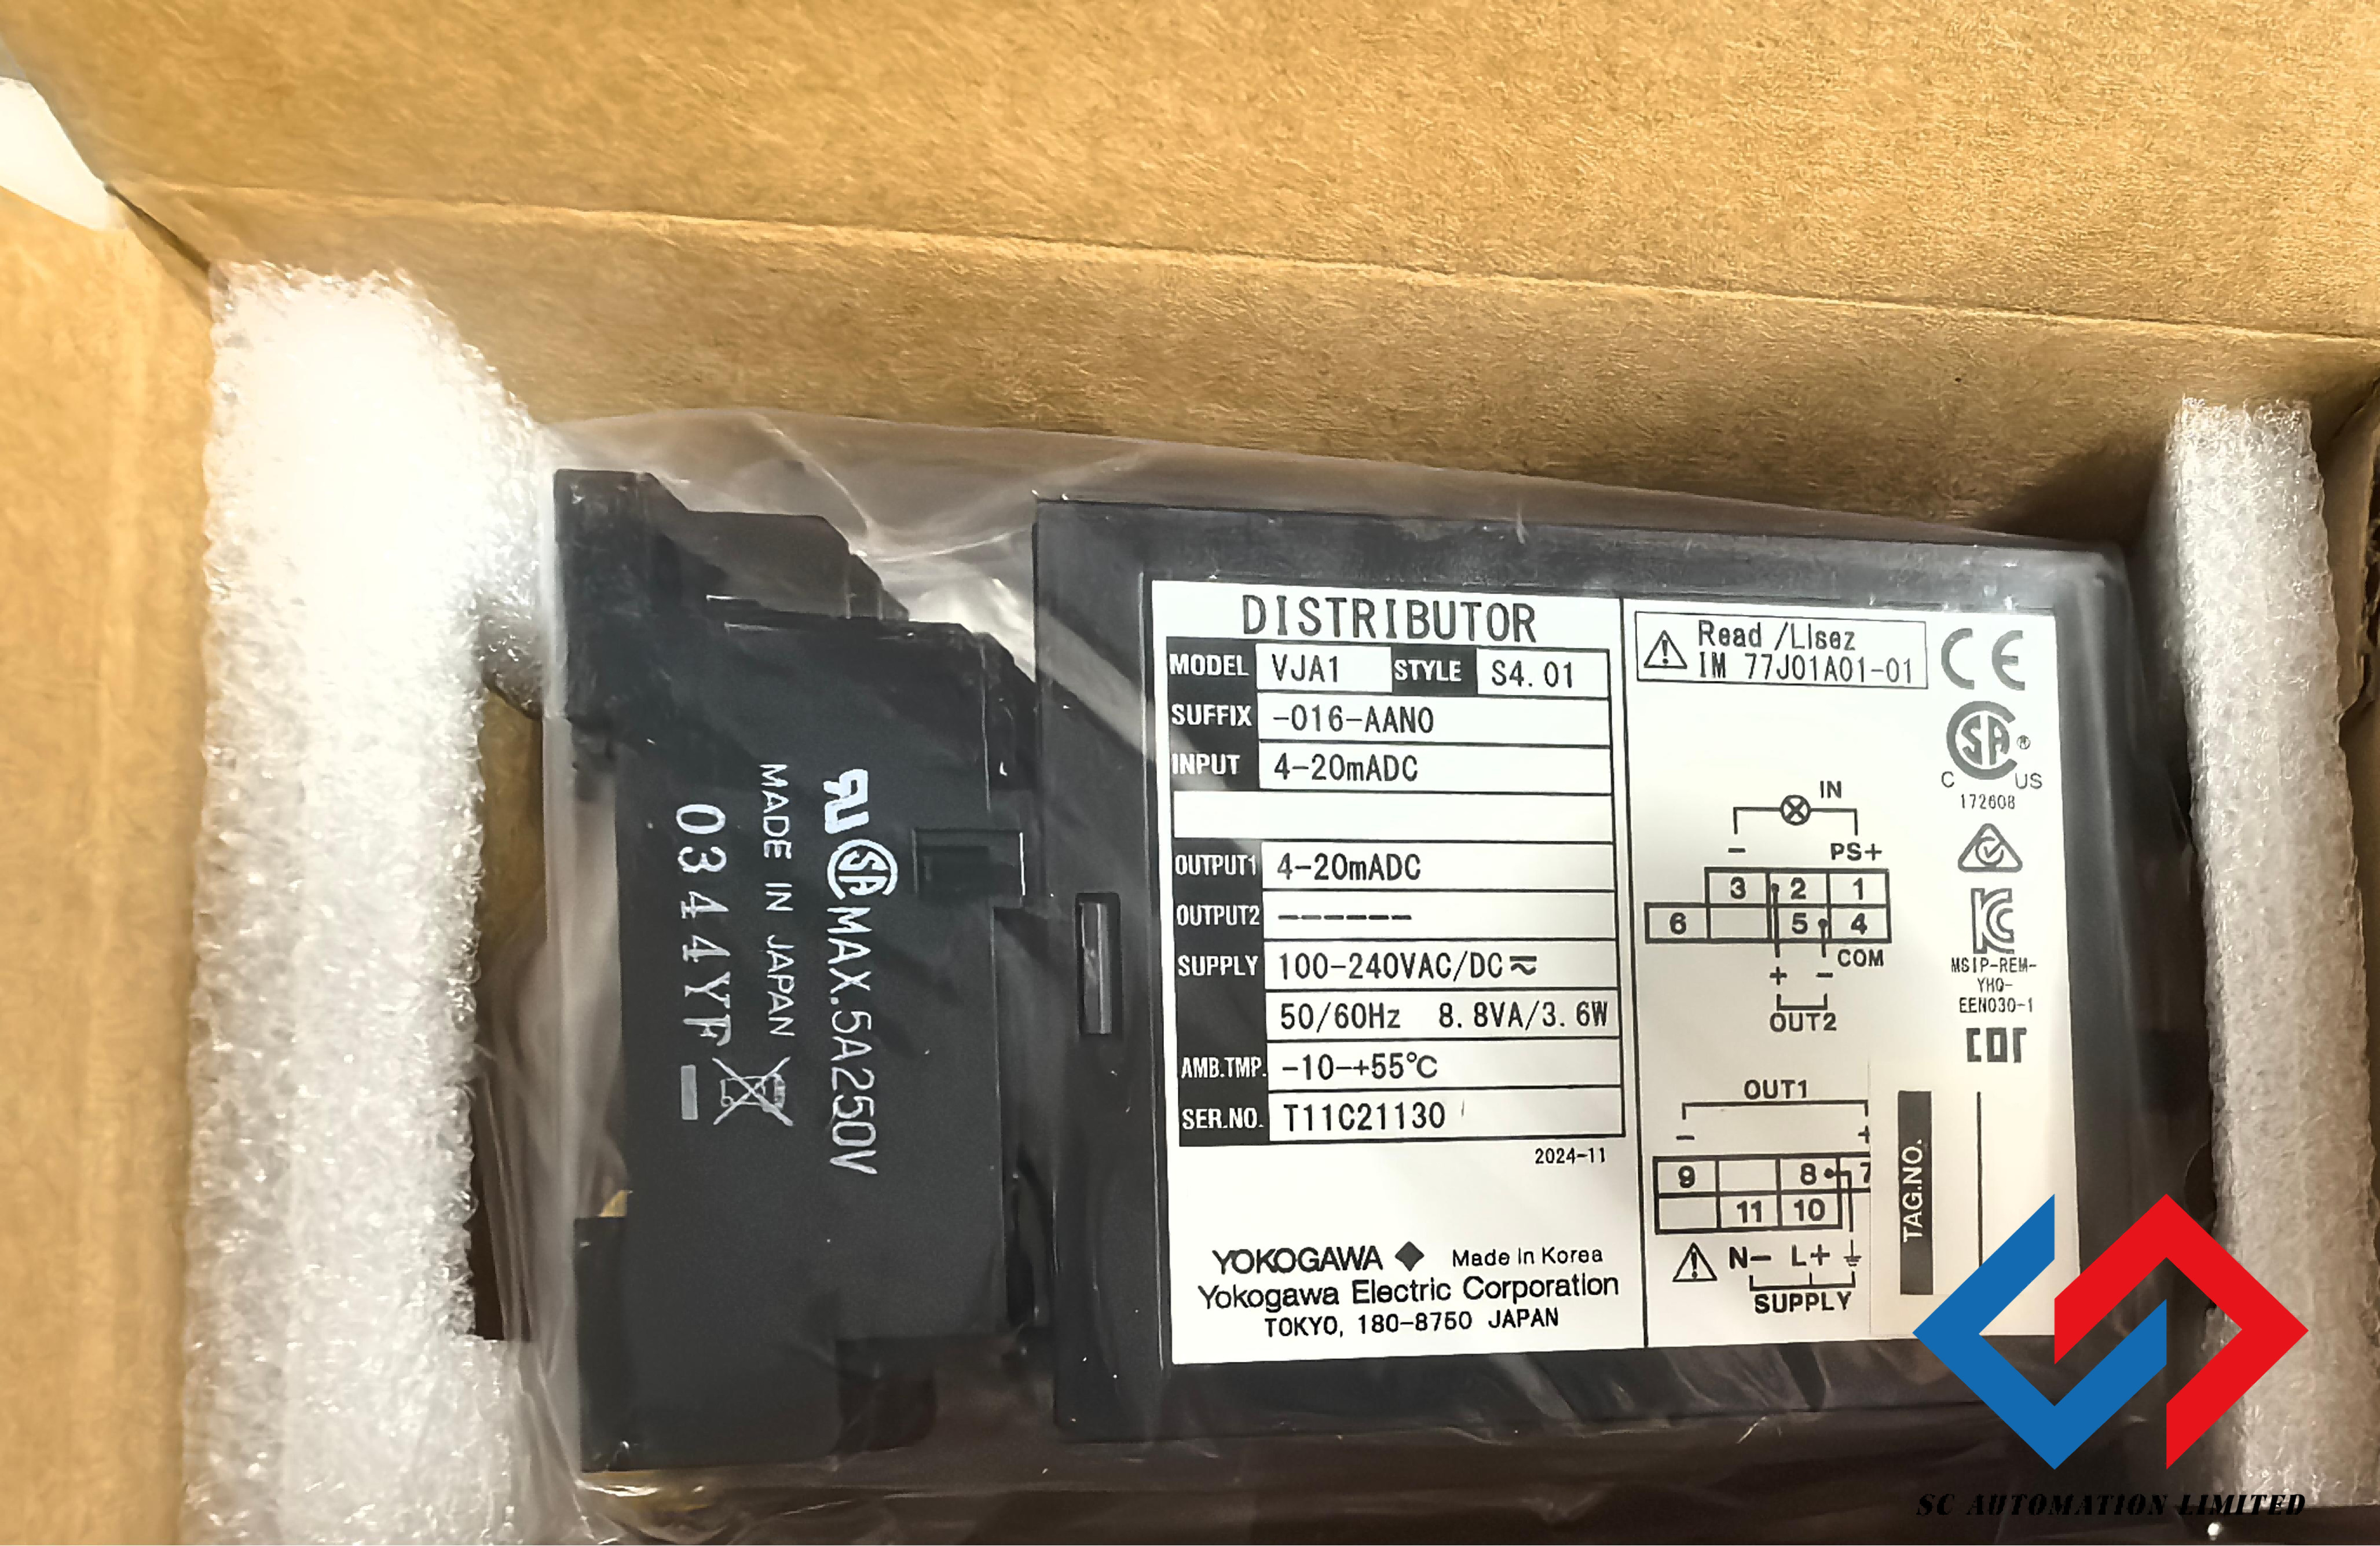 DISTRIBUTOR
MODEL VJA1 STYLE S4.01
SUFFIX -016-AAN0
INPUT 4-20mADC
OUTPUT1 4-20mADC
OUTPUT2 ------
SUPPLY 100-240VAC/DC
50/60Hz 8.8VA/3.6W
AMB.TMP. -10-+55℃
SER.NO. T11C21130
2024-11
YOKOGAWA ◆ Made in Korea
Yokogawa Electric Corporation
TOKYO, 180-8750 JAPAN
Read /Lisez
IM 77J01A01-01
IN
- PS+
3 2 1
6 5 4
COM
+ -
OUT2
OUT1
- +
9 8 7
11 10
N- L+
SUPPLY
CE
SA ®
C US
172608
MSIP-REM-
YHQ-
EEN030-1
TAG.NO.
SA MAX.5A250V
MADE IN JAPAN
0344YF
SC AUTOMATION LIMITED